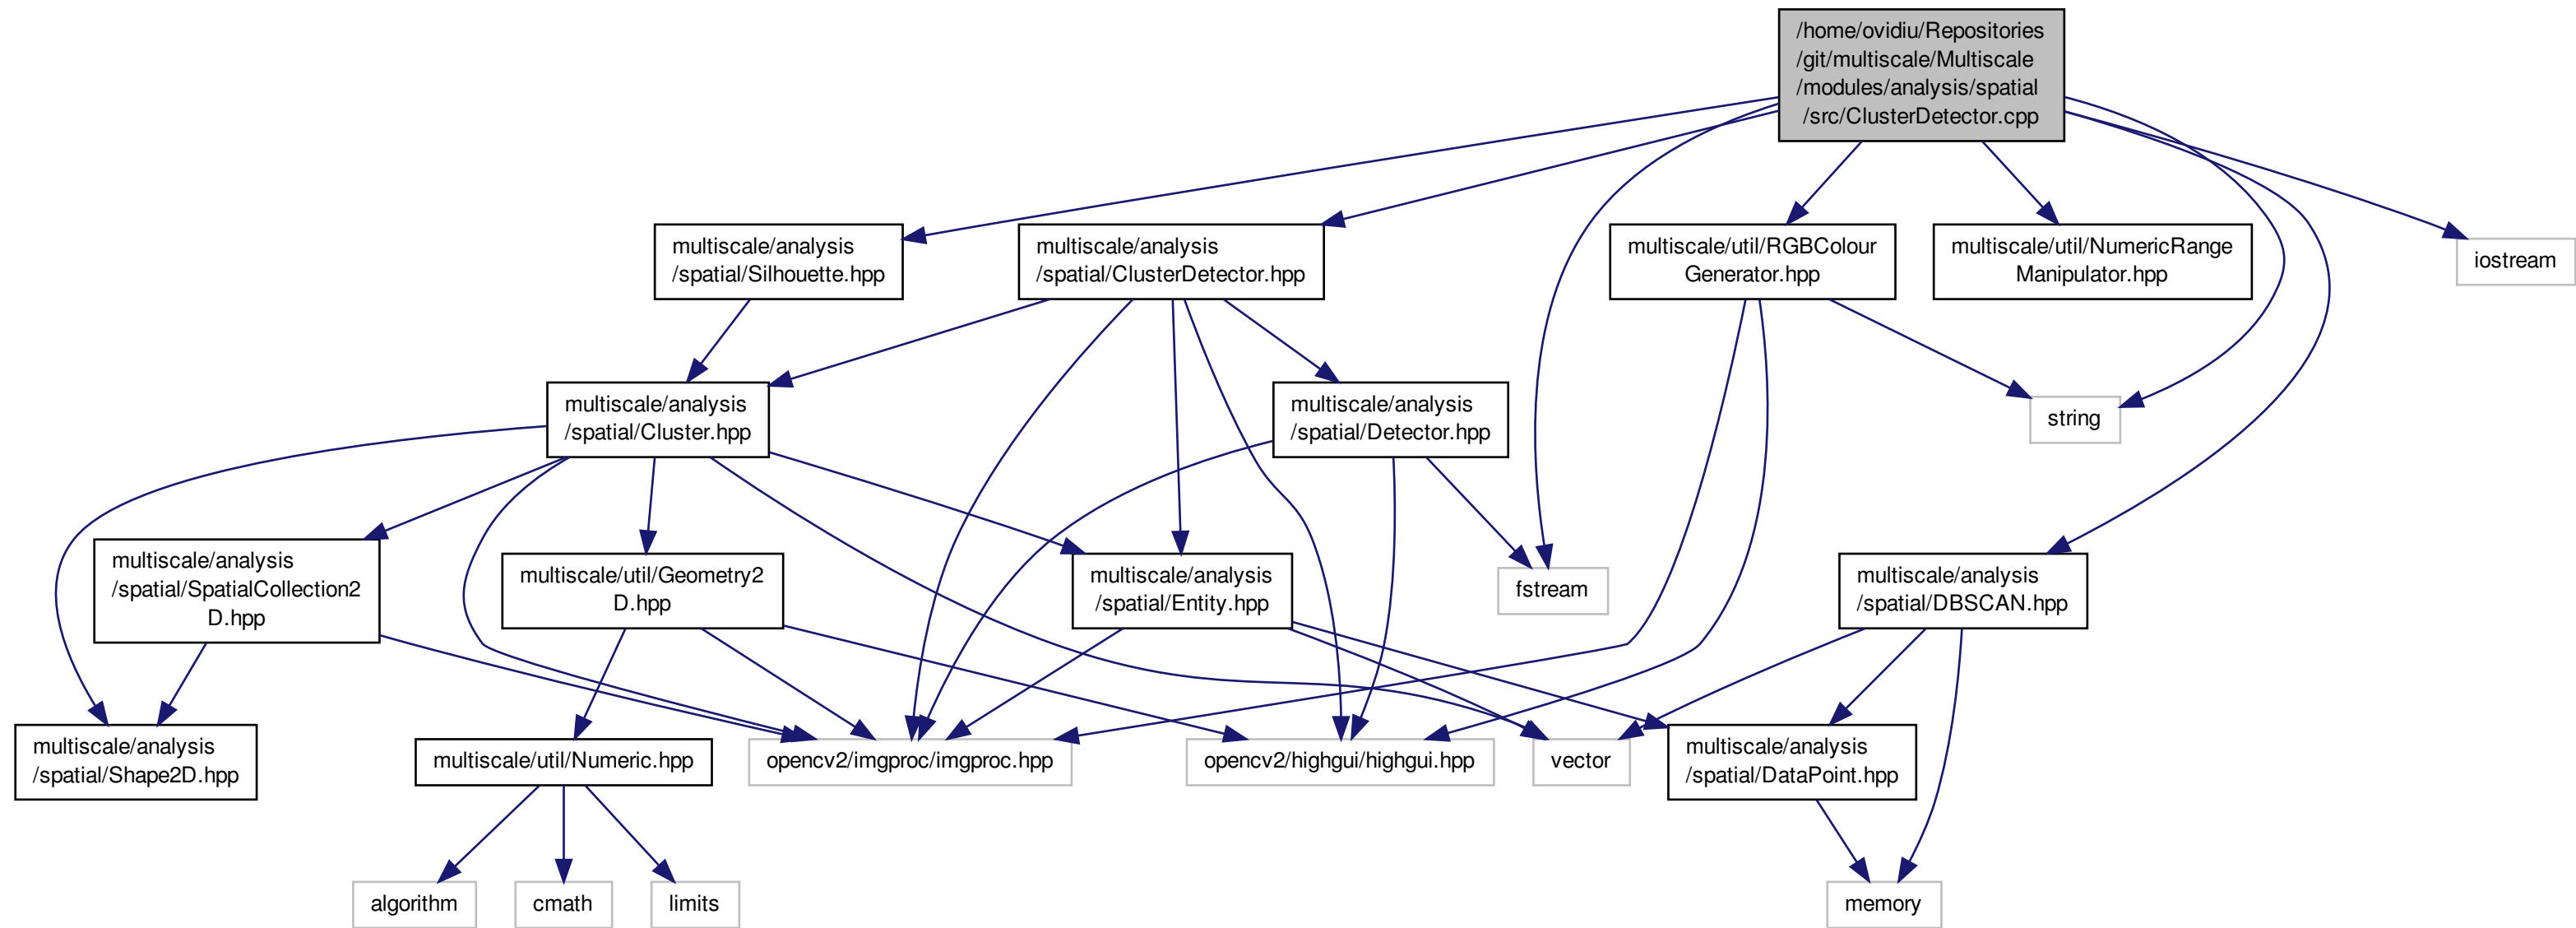 /home/ovidiu/Repositories
/git/multiscale/Multiscale
/modules/analysis/spatial
/src/ClusterDetector.cpp
multiscale/analysis
/spatial/Silhouette.hpp
multiscale/analysis
/spatial/ClusterDetector.hpp
multiscale/util/RGBColour
Generator.hpp
multiscale/util/NumericRange
Manipulator.hpp
iostream
multiscale/analysis
/spatial/Cluster.hpp
multiscale/analysis
/spatial/Detector.hpp
string
multiscale/analysis
/spatial/SpatialCollection2
D.hpp
multiscale/util/Geometry2
D.hpp
multiscale/analysis
/spatial/Entity.hpp
fstream
multiscale/analysis
/spatial/DBSCAN.hpp
multiscale/analysis
/spatial/Shape2D.hpp
multiscale/util/Numeric.hpp
opencv2/imgproc/imgproc.hpp
opencv2/highgui/highgui.hpp
vector
multiscale/analysis
/spatial/DataPoint.hpp
algorithm
cmath
limits
memory